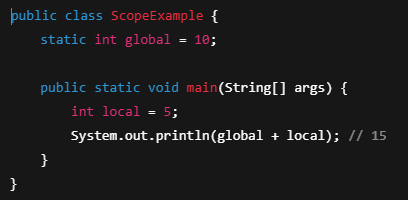 public class ScopeExample {
    static int global = 10;

    public static void main(String[] args) {
        int local = 5;
        System.out.println(global + local); // 15
    }
}